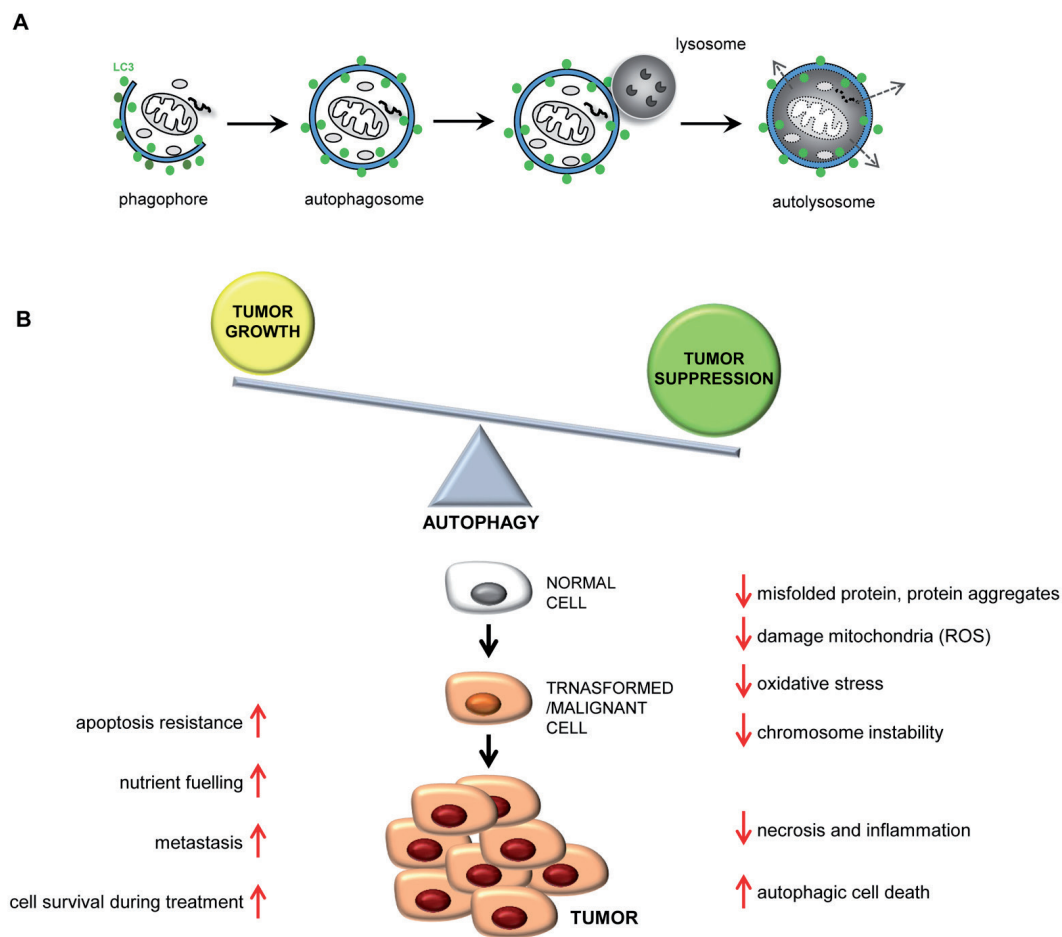 A
LC3
lysosome
phagophore
autophagosome
autolysosome
B
TUMOR
GROWTH
TUMOR
SUPPRESSION
AUTOPHAGY
NORMAL
CELL
TRNASFORMED
/MALIGNANT
CELL
TUMOR
apoptosis resistance
nutrient fuelling
metastasis
cell survival during treatment
misfolded protein, protein aggregates
damage mitochondria (ROS)
oxidative stress
chromosome instability
necrosis and inflammation
autophagic cell death